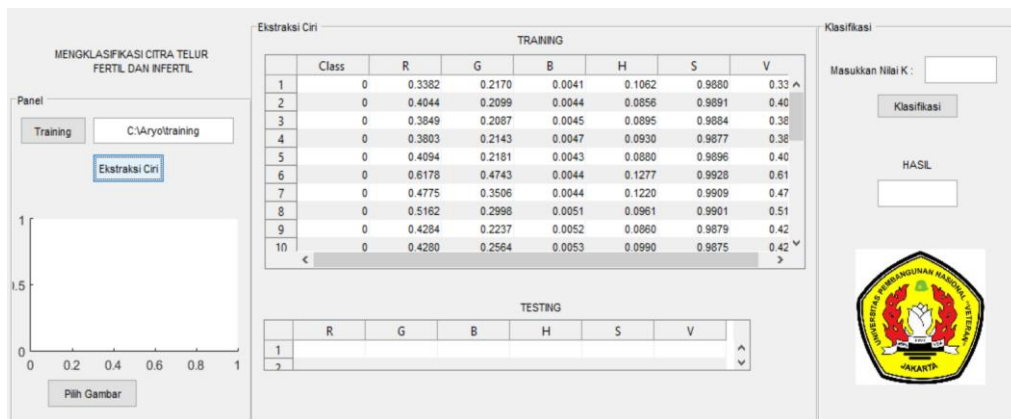 MENGKLASIFIKASI CITRA TELUR
FERTIL DAN INFERTIL
Panel
Training C:\Aryo\training
Ekstraksi Ciri
1
0.5
0
0 0.2 0.4 0.6 0.8 1
Pilih Gambar
Ekstraksi Ciri
TRAINING
Class R G B H S V
1 0 0.3382 0.2170 0.0041 0.1062 0.9880 0.33
2 0 0.4044 0.2099 0.0044 0.0856 0.9891 0.40
3 0 0.3849 0.2087 0.0045 0.0895 0.9884 0.38
4 0 0.3803 0.2143 0.0047 0.0930 0.9877 0.38
5 0 0.4094 0.2181 0.0043 0.0880 0.9896 0.40
6 0 0.6178 0.4743 0.0044 0.1277 0.9928 0.61
7 0 0.4775 0.3506 0.0044 0.1220 0.9909 0.47
8 0 0.5162 0.2998 0.0051 0.0961 0.9901 0.51
9 0 0.4284 0.2237 0.0052 0.0860 0.9879 0.42
10 0 0.4280 0.2564 0.0053 0.0990 0.9875 0.42
TESTING
R G B H S V
1
2
Klasifikasi
Masukkan Nilai K :
Klasifikasi
HASIL
UNIVERSITAS PEMBANGUNAN NASIONAL "VETERAN"
JAKARTA